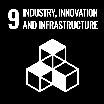 9 INDUSTRY, INNOVATION
AND INFRASTRUCTURE